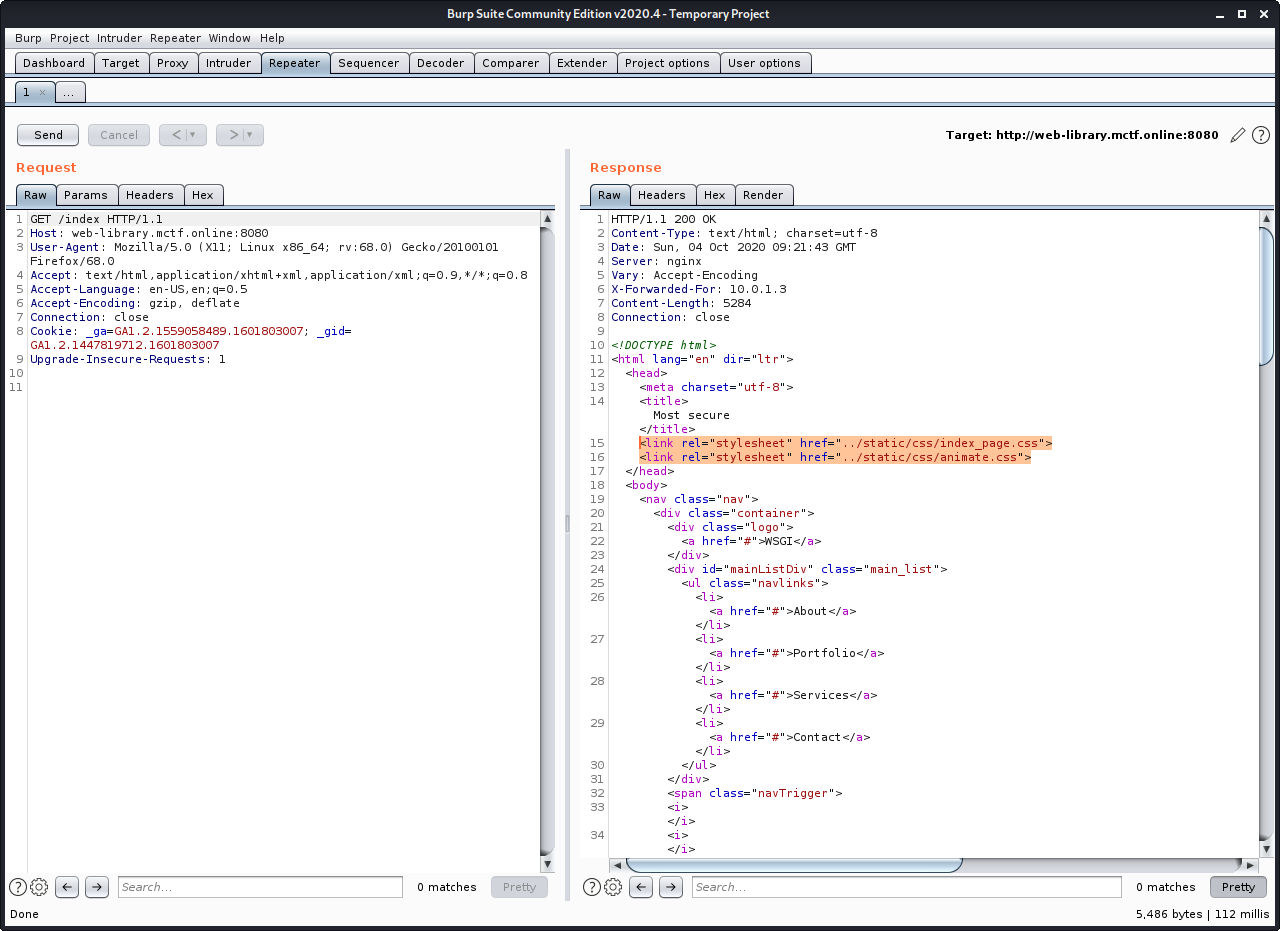 Burp Suite Community Edition v2020.4 - Temporary Project
Burp Project Intruder Repeater Window Help
Dashboard Target Proxy Intruder Repeater Sequencer Decoder Comparer Extender Project options User options
1 × ...
Send Cancel < | ▼ > | ▼ Target: http://web-library.mctf.online:8080 ?
Request
Raw Params Headers Hex
1 GET /index HTTP/1.1
2 Host: web-library.mctf.online:8080
3 User-Agent: Mozilla/5.0 (X11; Linux x86_64; rv:68.0) Gecko/20100101
Firefox/68.0
4 Accept: text/html,application/xhtml+xml,application/xml;q=0.9,*/*;q=0.8
5 Accept-Language: en-US,en;q=0.5
6 Accept-Encoding: gzip, deflate
7 Connection: close
8 Cookie: _ga=GA1.2.1559058489.1601803007; _gid=
GA1.2.1447819712.1601803007
9 Upgrade-Insecure-Requests: 1
10
11
? ← → Search... 0 matches Pretty
Response
Raw Headers Hex Render
1 HTTP/1.1 200 OK
2 Content-Type: text/html; charset=utf-8
3 Date: Sun, 04 Oct 2020 09:21:43 GMT
4 Server: nginx
5 Vary: Accept-Encoding
6 X-Forwarded-For: 10.0.1.3
7 Content-Length: 5284
8 Connection: close
9
10 <!DOCTYPE html>
11 <html lang="en" dir="ltr">
12 <head>
13 <meta charset="utf-8">
14 <title>
Most secure
</title>
15 <link rel="stylesheet" href="../static/css/index_page.css">
16 <link rel="stylesheet" href="../static/css/animate.css">
17 </head>
18 <body>
19 <nav class="nav">
20 <div class="container">
21 <div class="logo">
22 <a href="#">WSGI</a>
23 </div>
24 <div id="mainListDiv" class="main_list">
25 <ul class="navlinks">
26 <li>
<a href="#">About</a>
</li>
27 <li>
<a href="#">Portfolio</a>
</li>
28 <li>
<a href="#">Services</a>
</li>
29 <li>
<a href="#">Contact</a>
</li>
30 </ul>
31 </div>
32 <span class="navTrigger">
33 <i>
</i>
34 <i>
</i>
? ← → Search... 0 matches Pretty
Done
5,486 bytes | 112 millis